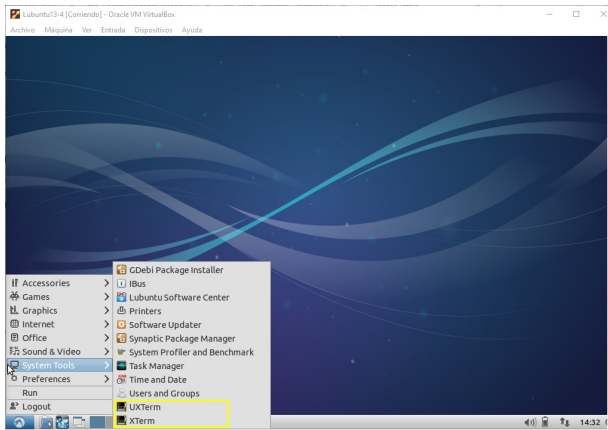 Lubuntu13-4 [Corriendo] - Oracle VM VirtualBox
Archivo Máquina Ver Entrada Dispositivos Ayuda
GDebi Package Installer
IBus
Lubuntu Software Center
Printers
Software Updater
Synaptic Package Manager
System Profiler and Benchmark
Task Manager
Time and Date
Users and Groups
UXTerm
XTerm
Accessories
Games
Graphics
Internet
Office
Sound & Video
System Tools
Preferences
Run
Logout
14:32